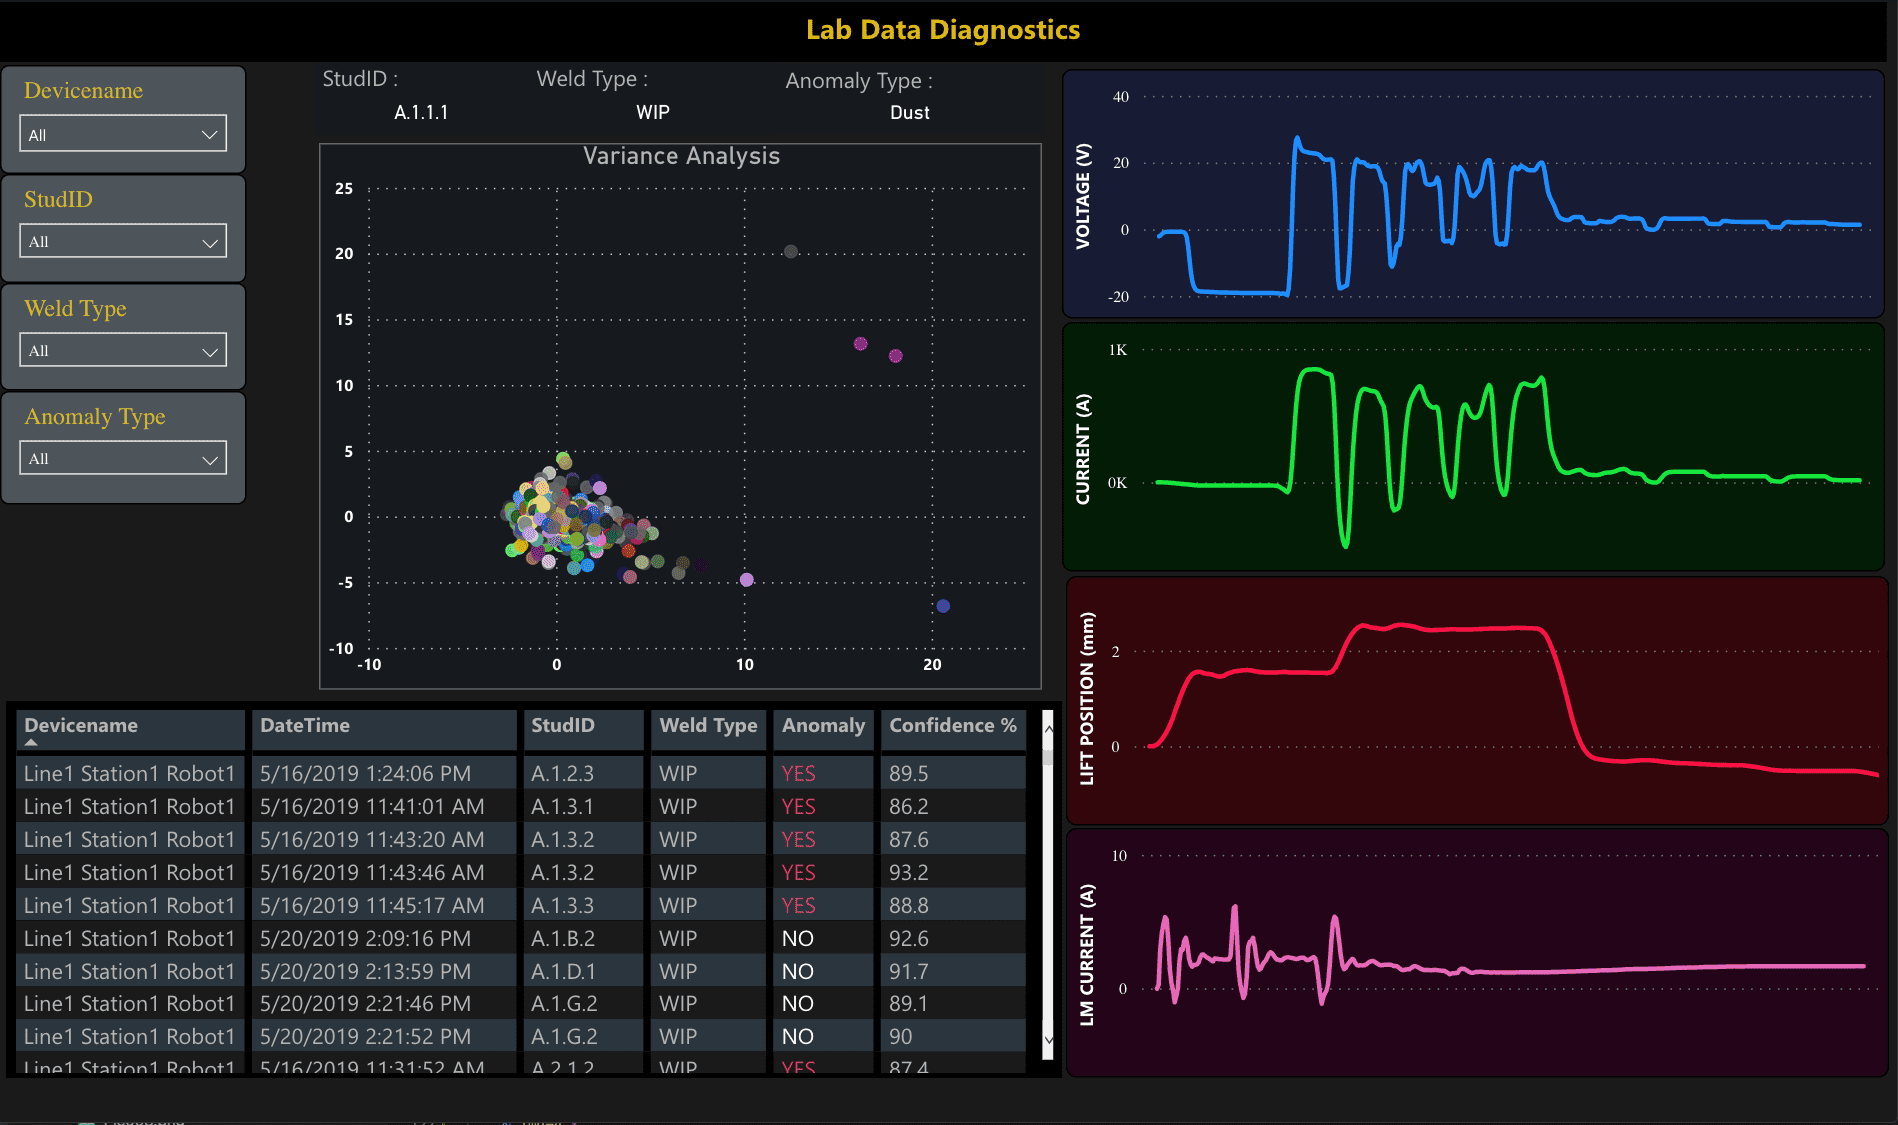 Lab Data Diagnostics
Devicename
All
StudID
All
Weld Type
All
Anomaly Type
All
StudID :
A.1.1.1
Weld Type :
WIP
Anomaly Type :
Dust
Variance Analysis
25
20
15
10
5
0
-5
-10
-10 0 10 20
Devicename DateTime StudID Weld Type Anomaly Confidence %
Line1 Station1 Robot1 5/16/2019 1:24:06 PM A.1.2.3 WIP YES 89.5
Line1 Station1 Robot1 5/16/2019 11:41:01 AM A.1.3.1 WIP YES 86.2
Line1 Station1 Robot1 5/16/2019 11:43:20 AM A.1.3.2 WIP YES 87.6
Line1 Station1 Robot1 5/16/2019 11:43:46 AM A.1.3.2 WIP YES 93.2
Line1 Station1 Robot1 5/16/2019 11:45:17 AM A.1.3.3 WIP YES 88.8
Line1 Station1 Robot1 5/20/2019 2:09:16 PM A.1.B.2 WIP NO 92.6
Line1 Station1 Robot1 5/20/2019 2:13:59 PM A.1.D.1 WIP NO 91.7
Line1 Station1 Robot1 5/20/2019 2:21:46 PM A.1.G.2 WIP NO 89.1
Line1 Station1 Robot1 5/20/2019 2:21:52 PM A.1.G.2 WIP NO 90
Line1 Station1 Robot1 5/16/2019 11:31:52 AM A.2.1.2 WIP YES 87.4
VOLTAGE (V)
40
20
0
-20
CURRENT (A)
1K
0K
LIFT POSITION (mm)
2
0
LM CURRENT (A)
10
0